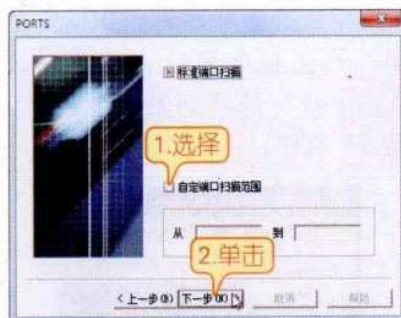 PORTS
标准端口扫描
1.选择
自定端口扫描范围
从 到
2.单击
<上一步(B) 下一步(N)> 取消 帮助